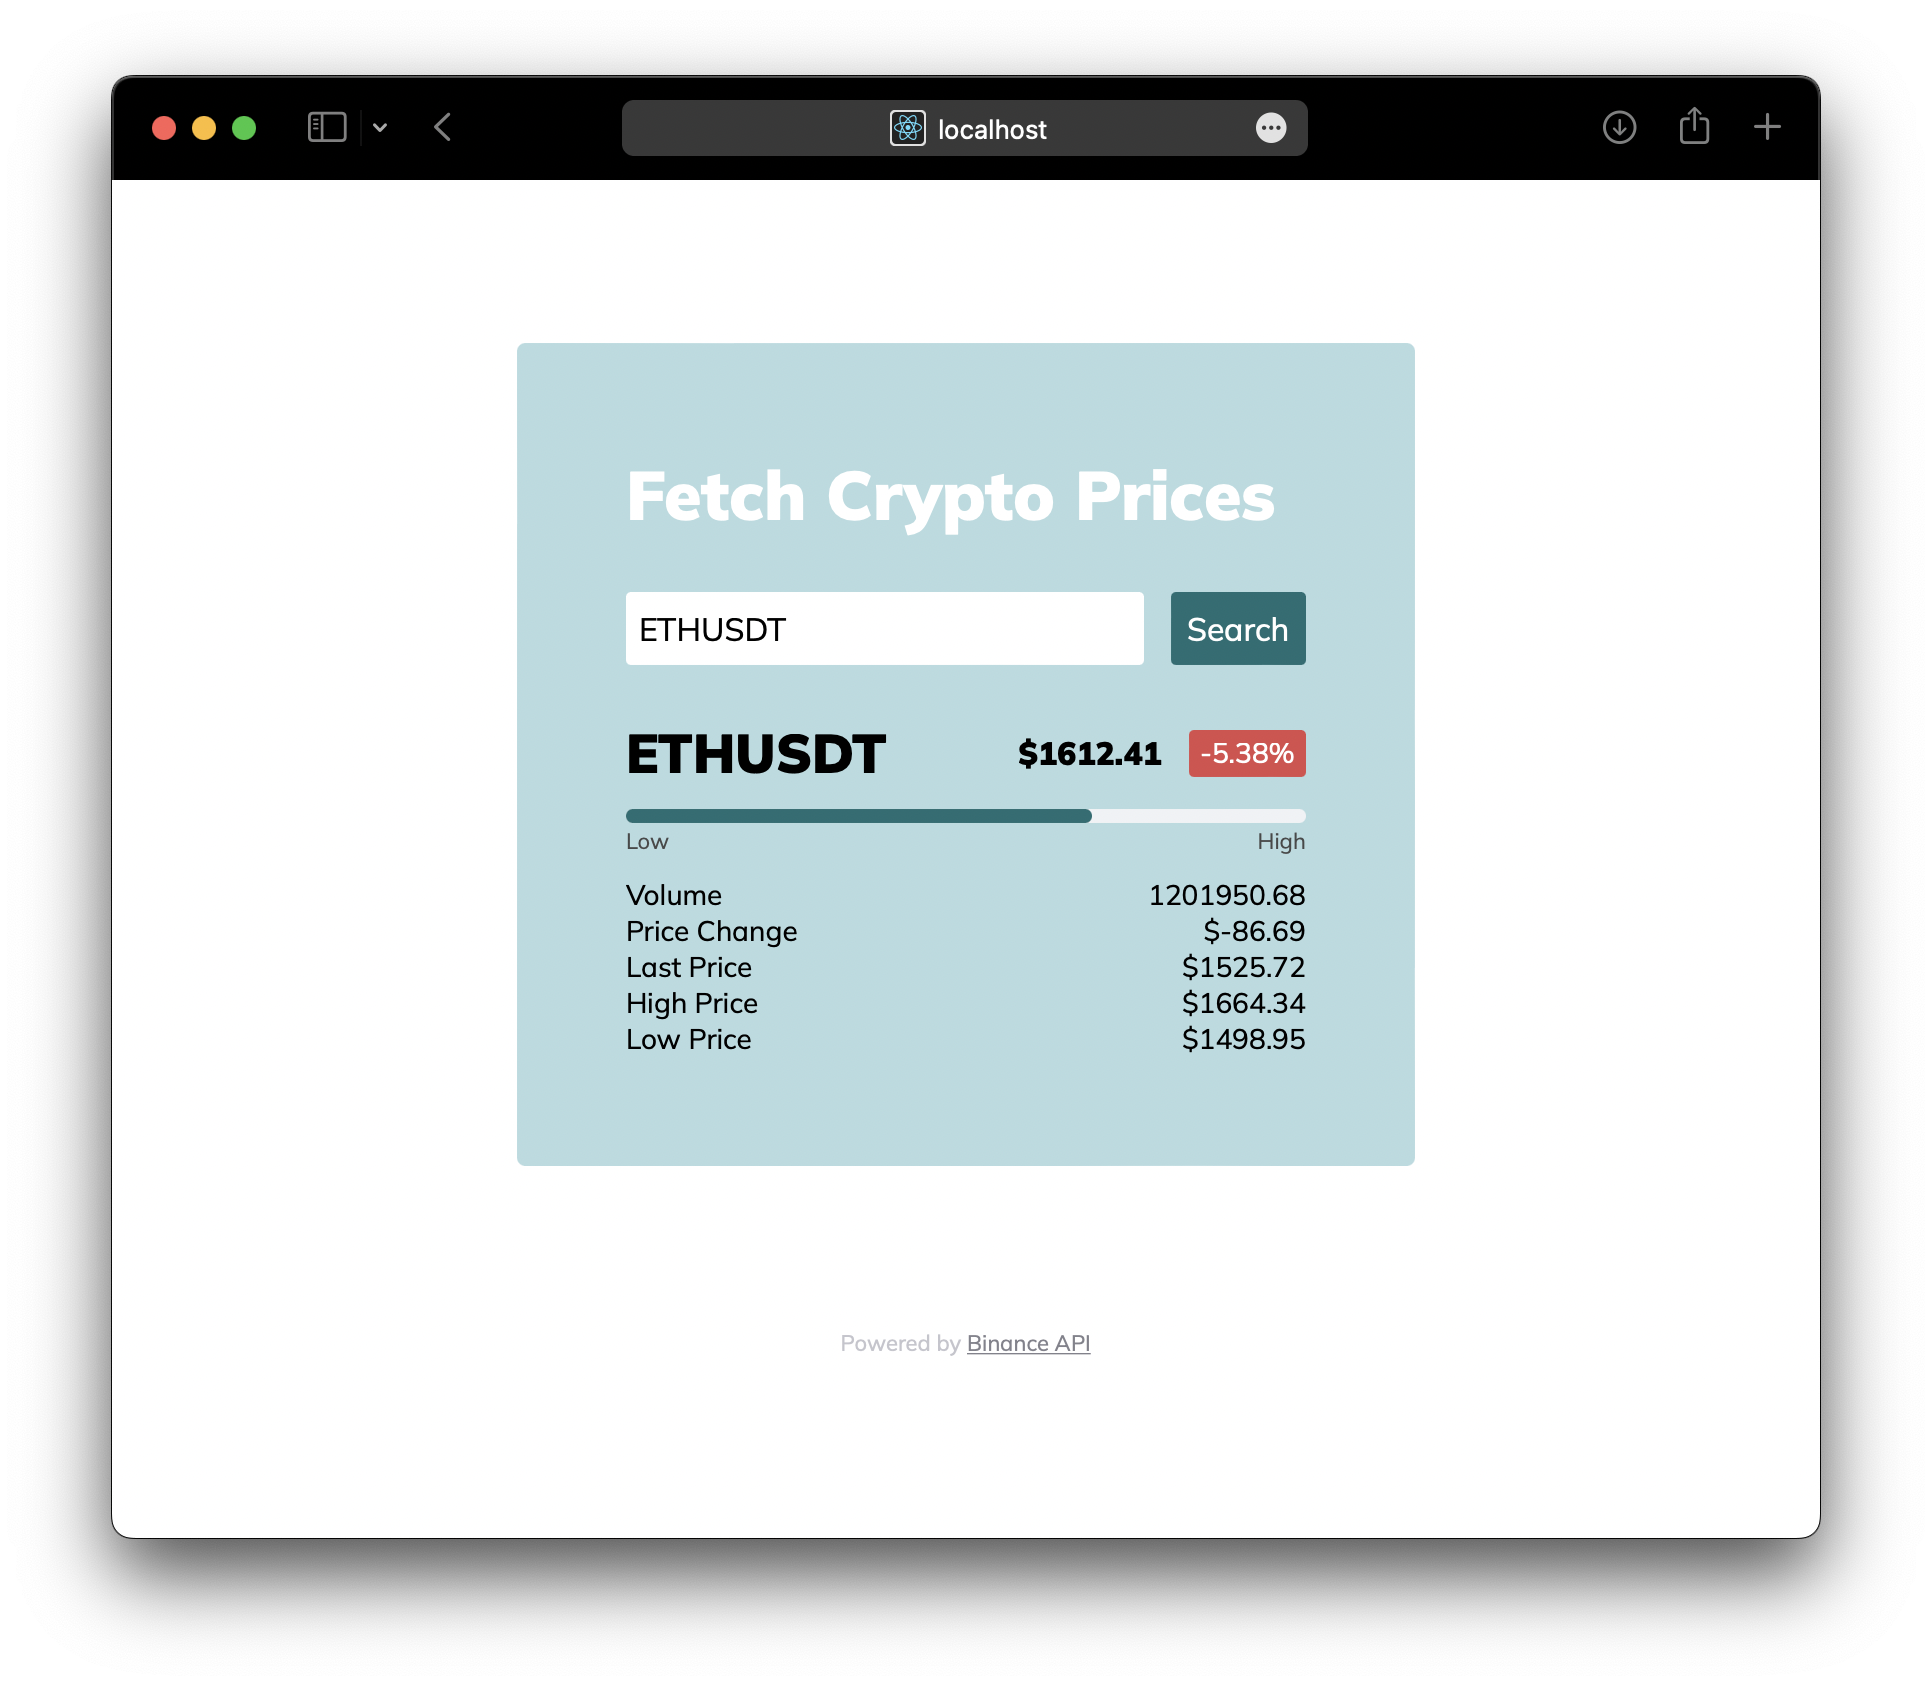 localhost
Fetch Crypto Prices
ETHUSDT Search
ETHUSDT $1612.41 -5.38%
Low High
Volume 1201950.68
Price Change $-86.69
Last Price $1525.72
High Price $1664.34
Low Price $1498.95
Powered by Binance API